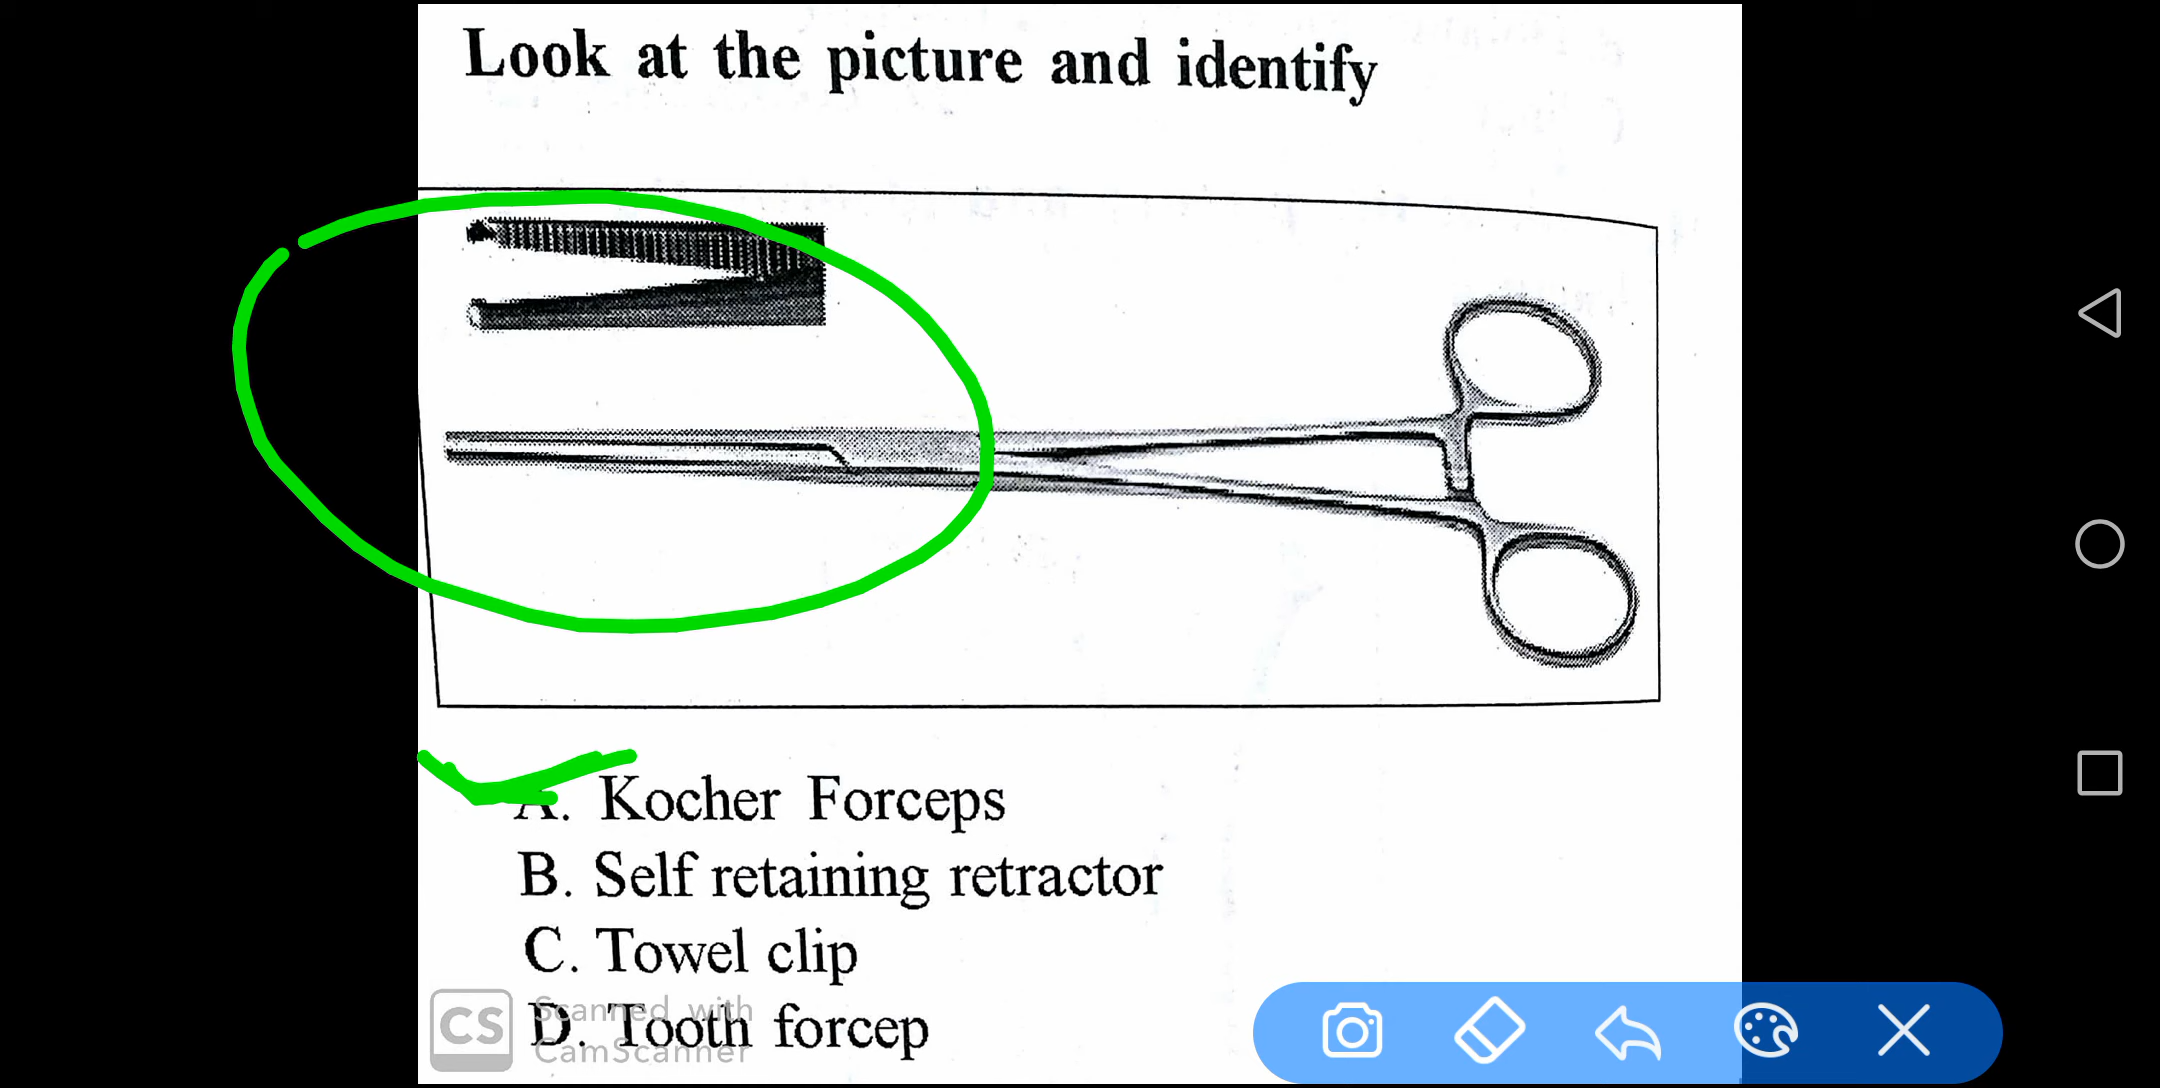 Look at the picture and identify
A. Kocher Forceps
B. Self retaining retractor
C. Towel clip
D. Tooth forcep
CS Scanned with
CamScanner